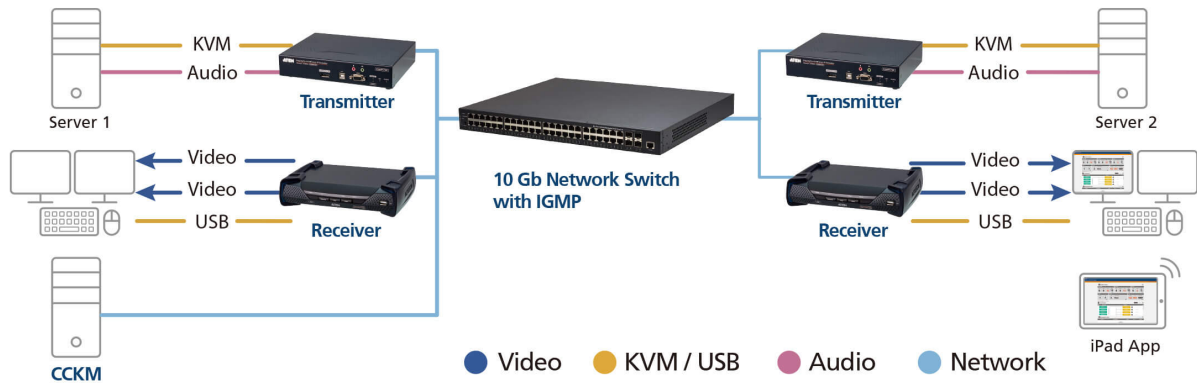 KVM
Audio
Transmitter
Server 1
Video
Video
USB
Receiver
CCKM
10 Gb Network Switch
with IGMP
KVM
Audio
Transmitter
Server 2
Video
Video
USB
Receiver
iPad App
Video
KVM / USB
Audio
Network
ATEN